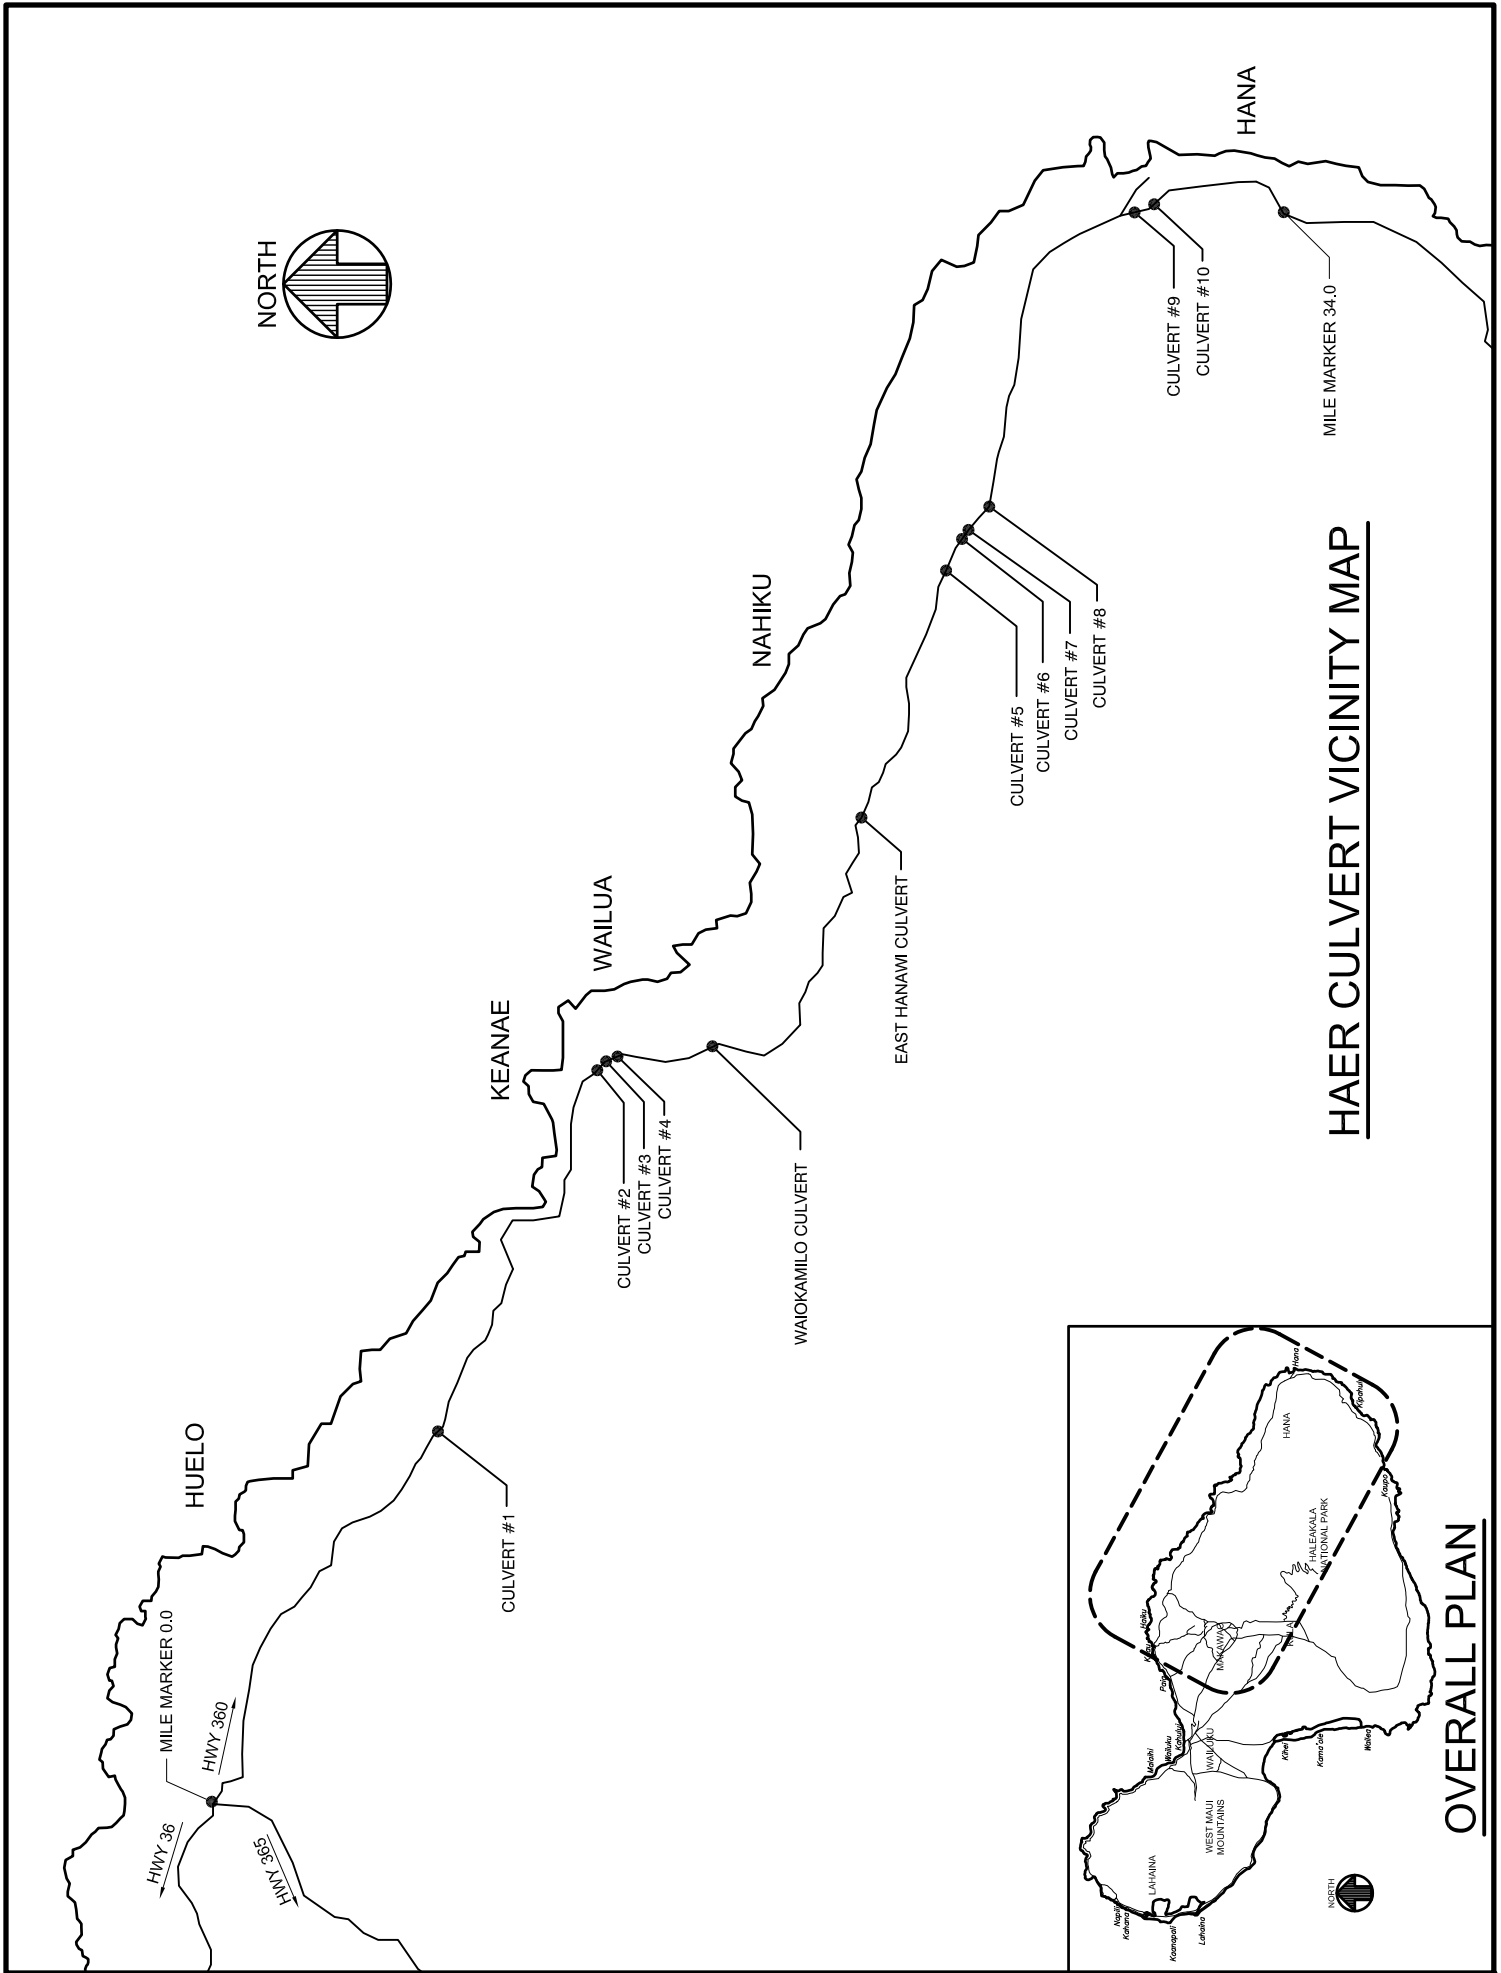 NORTH
HUELO
KEANAE
WAILUA
NAHIKU
HANA
MILE MARKER 0.0
HWY 36
HWY 360
HWY 365
CULVERT #1
CULVERT #2
CULVERT #3
CULVERT #4
WAIOKAMILO CULVERT
EAST HANAWI CULVERT
CULVERT #5
CULVERT #6
CULVERT #7
CULVERT #8
CULVERT #9
CULVERT #10
MILE MARKER 34.0
HAER CULVERT VICINITY MAP
Napili
Kahana
Kaanapali
Lahaina
LAHAINA
WEST MAUI
MOUNTAINS
Malaihi
Wailuku
Kahului
WAILUKU
Paia
Haiku
MAKAWAO
KULA
Kihei
Kama'ole
Wailea
HALEAKALA
NATIONAL PARK
HANA
Hana
Kipahulu
Kaupo
NORTH
OVERALL PLAN